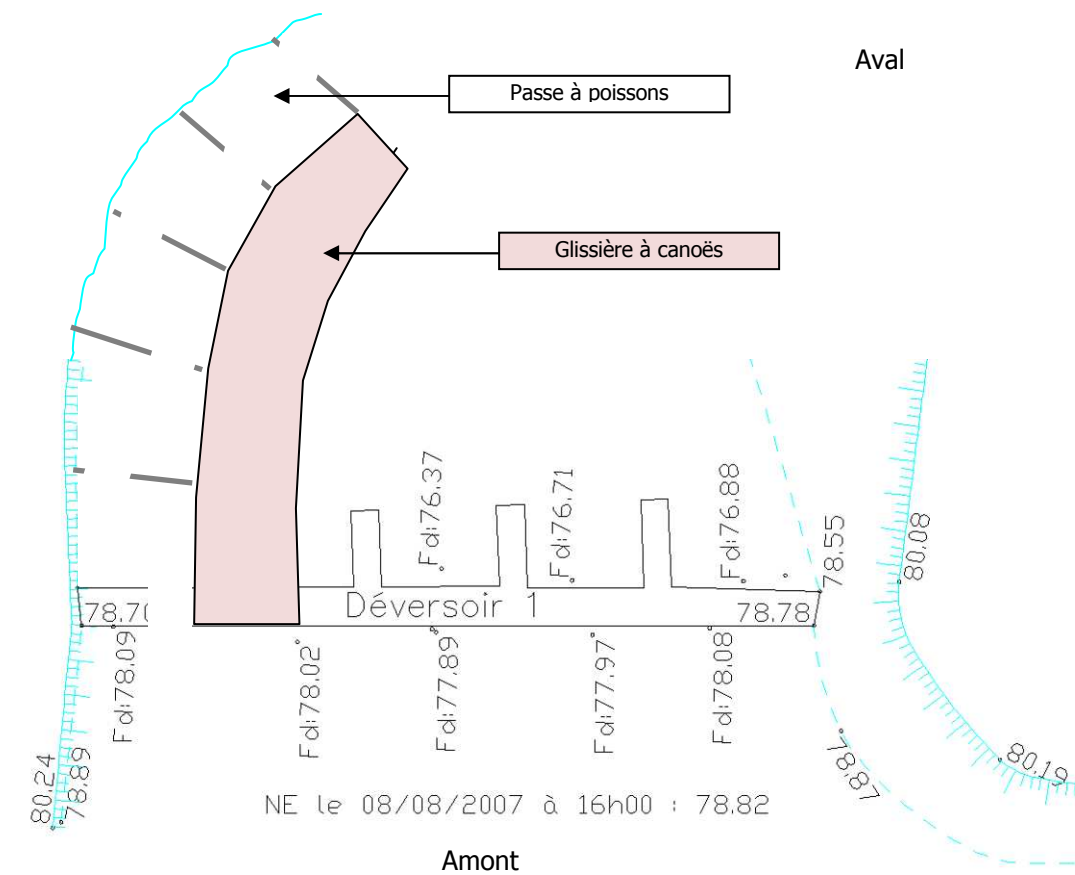 Aval
Passe à poissons
Glissière à canoës
Fd:76.37
Fd:76.71
Fd:76.88
78.55
80.08
78.70
Déversoir 1
78.78
Fd:78.09
Fd:78.02
Fd:77.89
Fd:77.97
Fd:78.08
80.24
78.89
78.87
80.19
NE le 08/08/2007 à 16h00 : 78.82
Amont